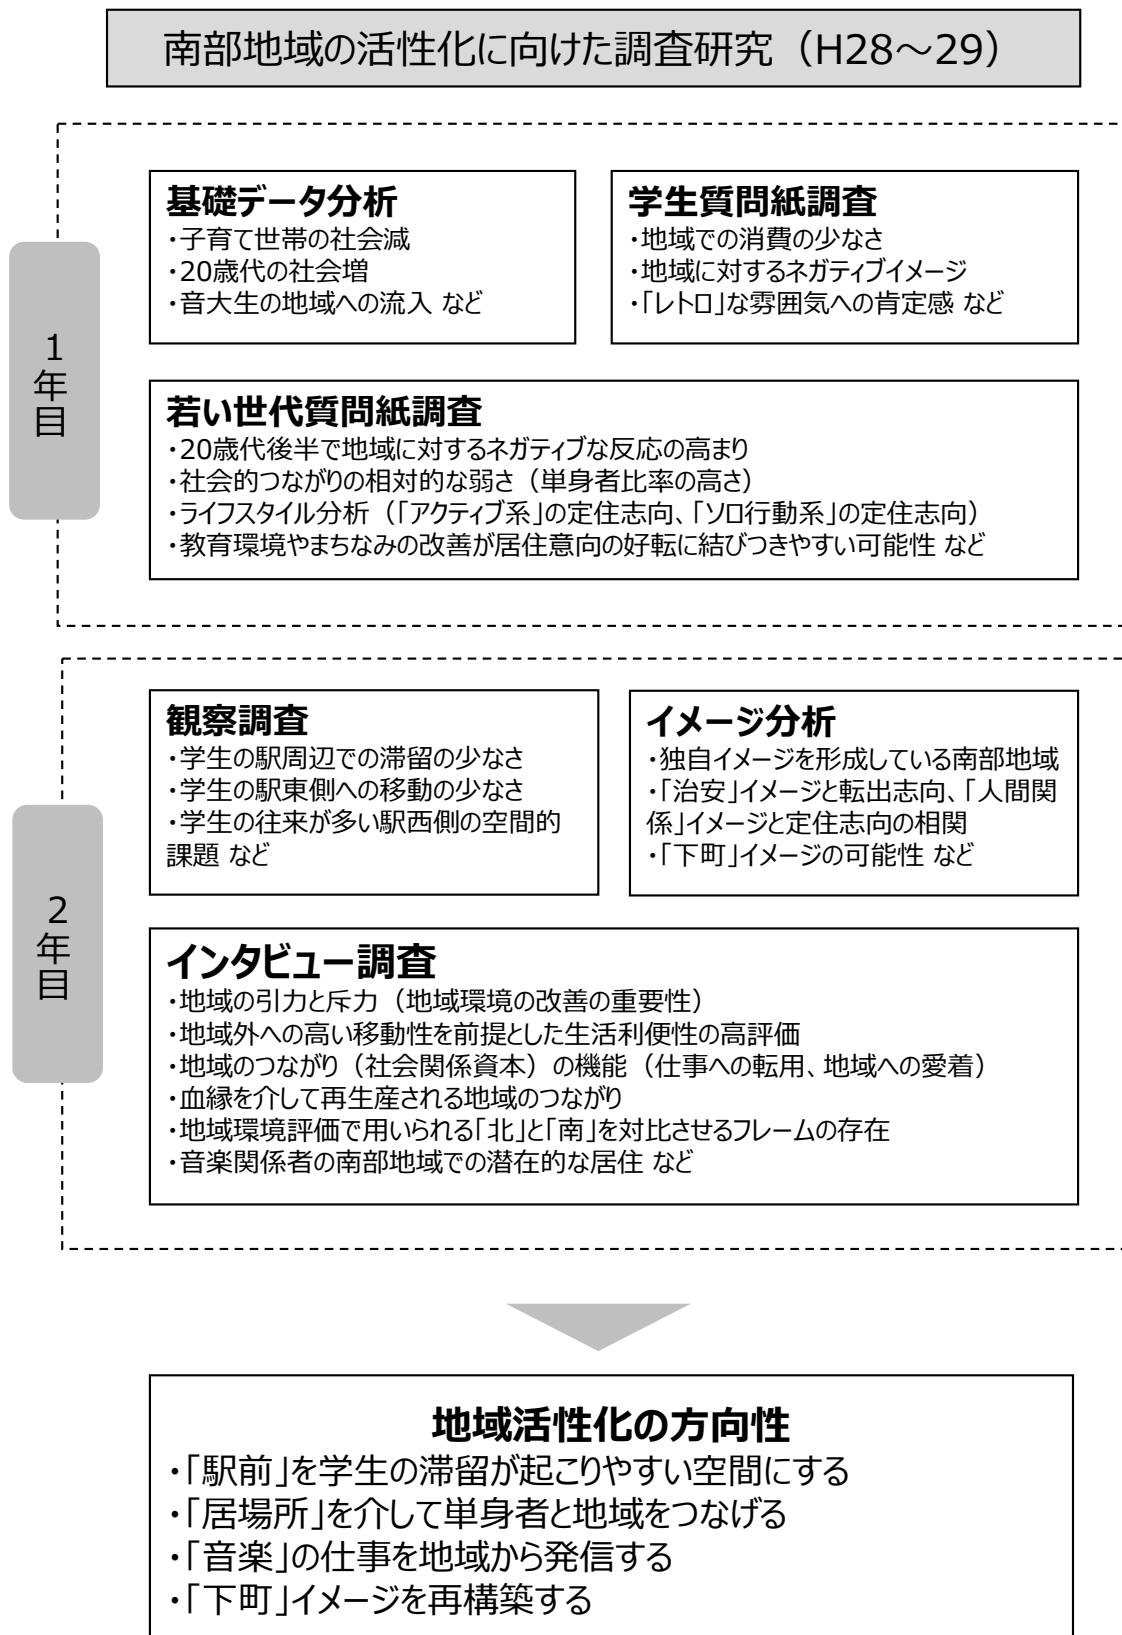 南部地域の活性化に向けた調査研究（H28～29）
1年目
基礎データ分析
・子育て世帯の社会減
・20歳代の社会増
・音大生の地域への流入 など
学生質問紙調査
・地域での消費の少なさ
・地域に対するネガティブイメージ
・「レトロ」な雰囲気への肯定感 など
若い世代質問紙調査
・20歳代後半で地域に対するネガティブな反応の高まり
・社会的つながりの相対的な弱さ（単身者比率の高さ）
・ライフスタイル分析（「アクティブ系」の定住志向、「ソロ行動系」の定住志向）
・教育環境やまちなみの改善が居住意向の好転に結びつきやすい可能性 など
2年目
観察調査
・学生の駅周辺での滞留の少なさ
・学生の駅東側への移動の少なさ
・学生の往来が多い駅西側の空間的
課題 など
イメージ分析
・独自イメージを形成している南部地域
・「治安」イメージと転出志向、「人間関
係」イメージと定住志向の相関
・「下町」イメージの可能性 など
インタビュー調査
・地域の引力と斥力（地域環境の改善の重要性）
・地域外への高い移動性を前提とした生活利便性の高評価
・地域のつながり（社会関係資本）の機能（仕事への転用、地域への愛着）
・血縁を介して再生産される地域のつながり
・地域環境評価で用いられる「北」と「南」を対比させるフレームの存在
・音楽関係者の南部地域での潜在的な居住 など
地域活性化の方向性
・「駅前」を学生の滞留が起こりやすい空間にする
・「居場所」を介して単身者と地域をつなげる
・「音楽」の仕事を地域から発信する
・「下町」イメージを再構築する